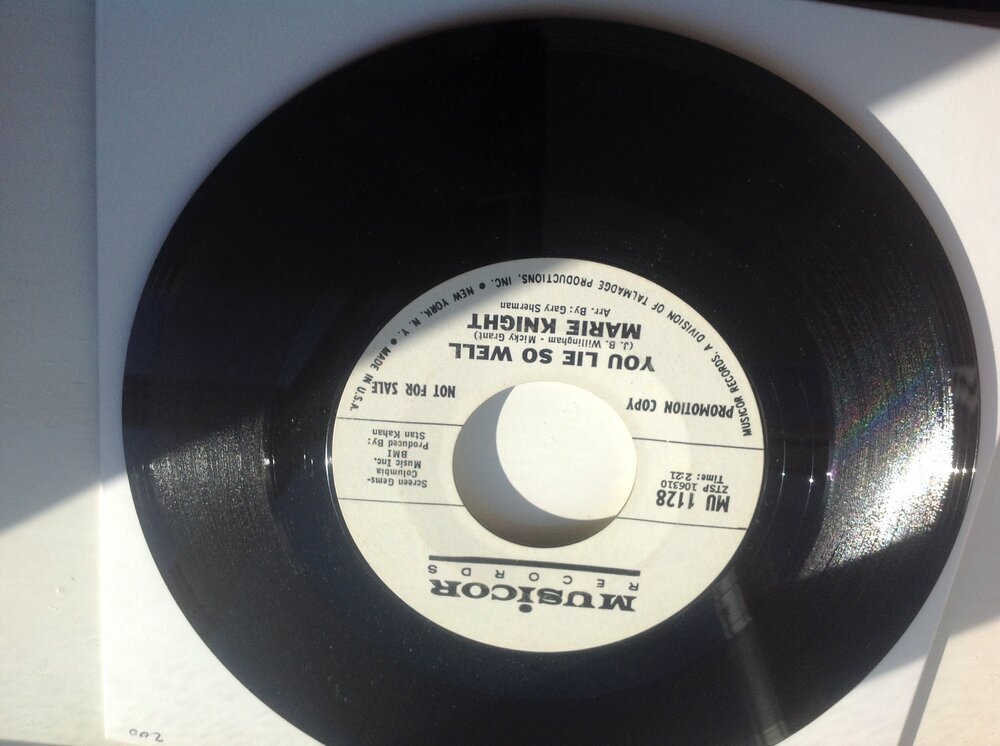 MUSICOR
RECORDS
MU 1128
ZTSP 106310
Time: 2:21
Screen Gems-
Columbia
Music Inc.
BMI
Produced By:
Stan Kahan
PROMOTION COPY
NOT FOR SALE
YOU LIE SO WELL
(J. B. Willingham - Micky Grant)
MARIE KNIGHT
Arr. By: Gary Sherman
MUSICOR RECORDS, A DIVISION OF TALMADGE PRODUCTIONS, INC. ● NEW YORK, N. Y. ● MADE IN U.S.A.
200